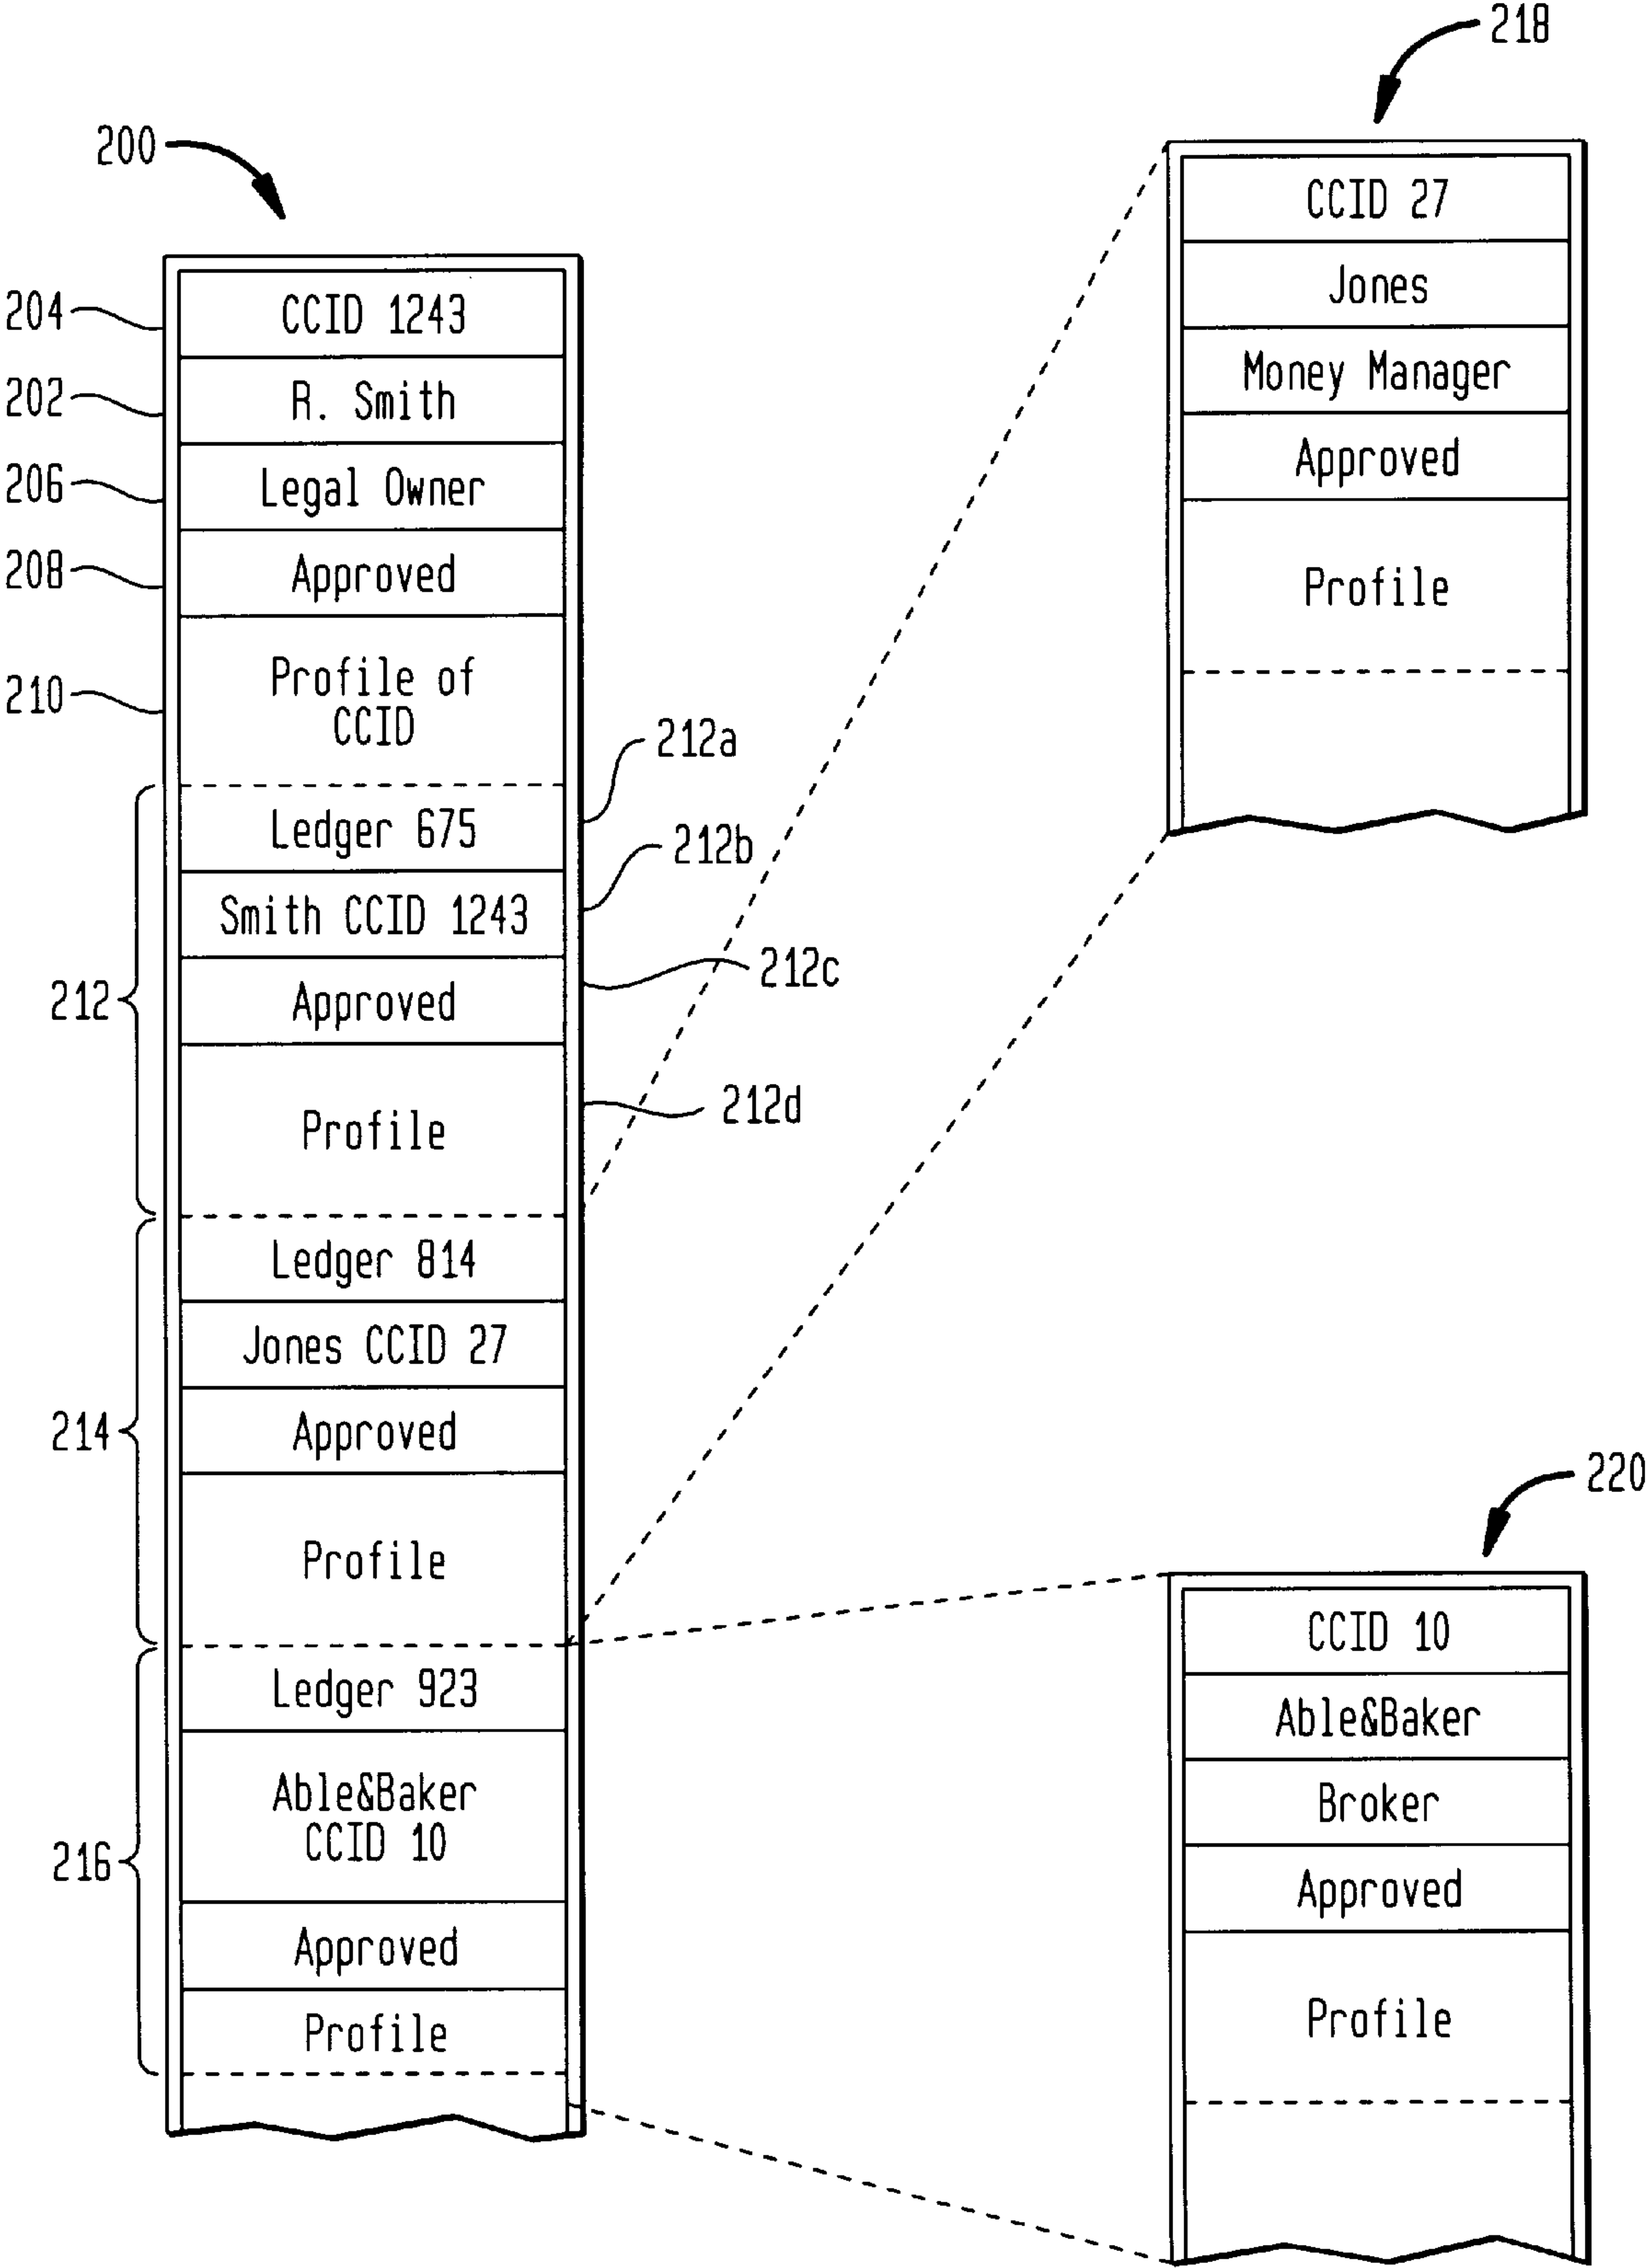 218
200
CCID 27
Jones
Money Manager
Approved
Profile
204
CCID 1243
202
R. Smith
206
Legal Owner
208
Approved
210
Profile of
CCID
212a
Ledger 675
212b
Smith CCID 1243
212
212c
Approved
212d
Profile
Ledger 814
Jones CCID 27
214
Approved
Profile
220
Ledger 923
Able&Baker
CCID 10
216
Approved
Profile
CCID 10
Able&Baker
Broker
Approved
Profile